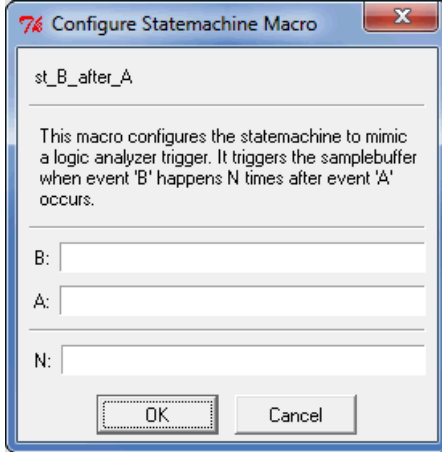 Configure Statemachine Macro
st_B_after_A
This macro configures the statemachine to mimic
a logic analyzer trigger. It triggers the samplebuffer
when event 'B' happens N times after event 'A'
occurs.
B:
A:
N:
OK
Cancel